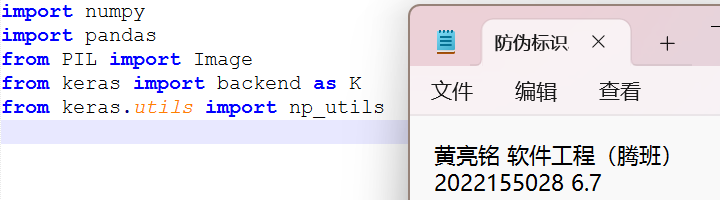 import numpy
import pandas
from PIL import Image
from keras import backend as K
from keras.utils import np_utils
防伪标识
文件 编辑 查看
黄亮铭 软件工程（腾班）
2022155028 6.7